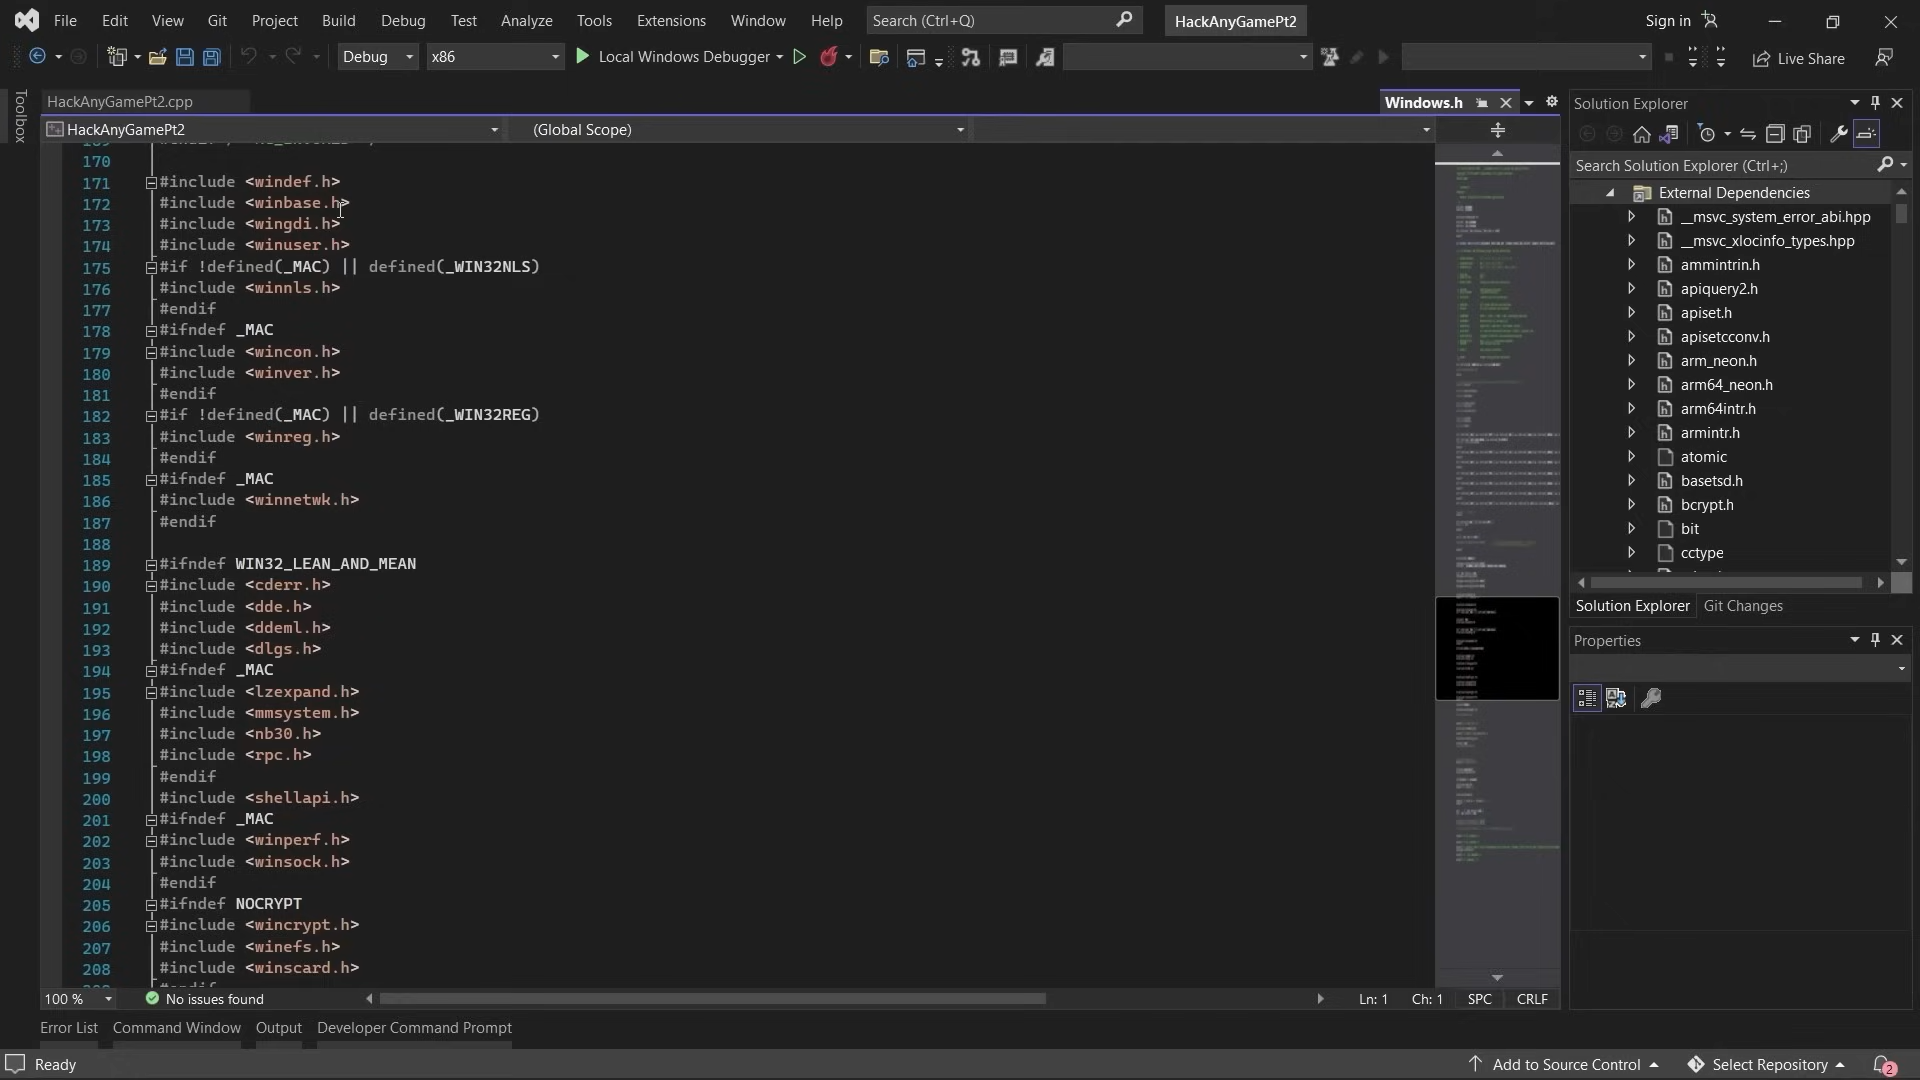 File Edit View Git Project Build Debug Test Analyze Tools Extensions Window Help Search (Ctrl+Q) HackAnyGamePt2 Sign in
Debug x86 Local Windows Debugger Live Share
Toolbox
HackAnyGamePt2.cpp Windows.h
HackAnyGamePt2 (Global Scope)
170
171 #include <windef.h>
172 #include <winbase.h>
173 #include <wingdi.h>
174 #include <winuser.h>
175 #if !defined(_MAC) || defined(_WIN32NLS)
176 #include <winnls.h>
177 #endif
178 #ifndef _MAC
179 #include <wincon.h>
180 #include <winver.h>
181 #endif
182 #if !defined(_MAC) || defined(_WIN32REG)
183 #include <winreg.h>
184 #endif
185 #ifndef _MAC
186 #include <winnetwk.h>
187 #endif
188
189 #ifndef WIN32_LEAN_AND_MEAN
190 #include <cderr.h>
191 #include <dde.h>
192 #include <ddeml.h>
193 #include <dlgs.h>
194 #ifndef _MAC
195 #include <lzexpand.h>
196 #include <mmsystem.h>
197 #include <nb30.h>
198 #include <rpc.h>
199 #endif
200 #include <shellapi.h>
201 #ifndef _MAC
202 #include <winperf.h>
203 #include <winsock.h>
204 #endif
205 #ifndef NOCRYPT
206 #include <wincrypt.h>
207 #include <winefs.h>
208 #include <winscard.h>
100 % No issues found Ln: 1 Ch: 1 SPC CRLF
Solution Explorer
Search Solution Explorer (Ctrl+;)
External Dependencies
__msvc_system_error_abi.hpp
__msvc_xlocinfo_types.hpp
ammintrin.h
apiquery2.h
apiset.h
apisetcconv.h
arm_neon.h
arm64_neon.h
arm64intr.h
armintr.h
atomic
basetsd.h
bcrypt.h
bit
cctype
Solution Explorer Git Changes
Properties
Error List Command Window Output Developer Command Prompt
Ready Add to Source Control Select Repository 2